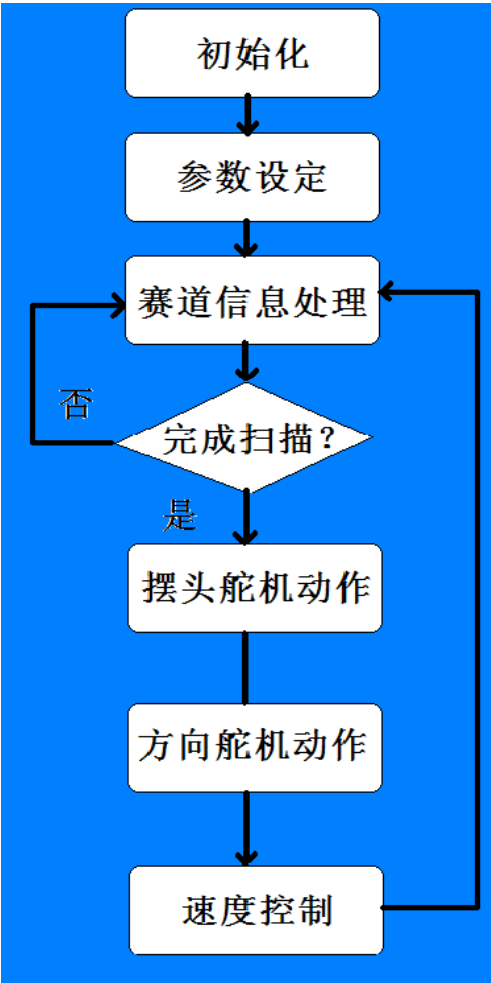 初始化
参数设定
赛道信息处理
否
完成扫描？
是
摆头舵机动作
方向舵机动作
速度控制